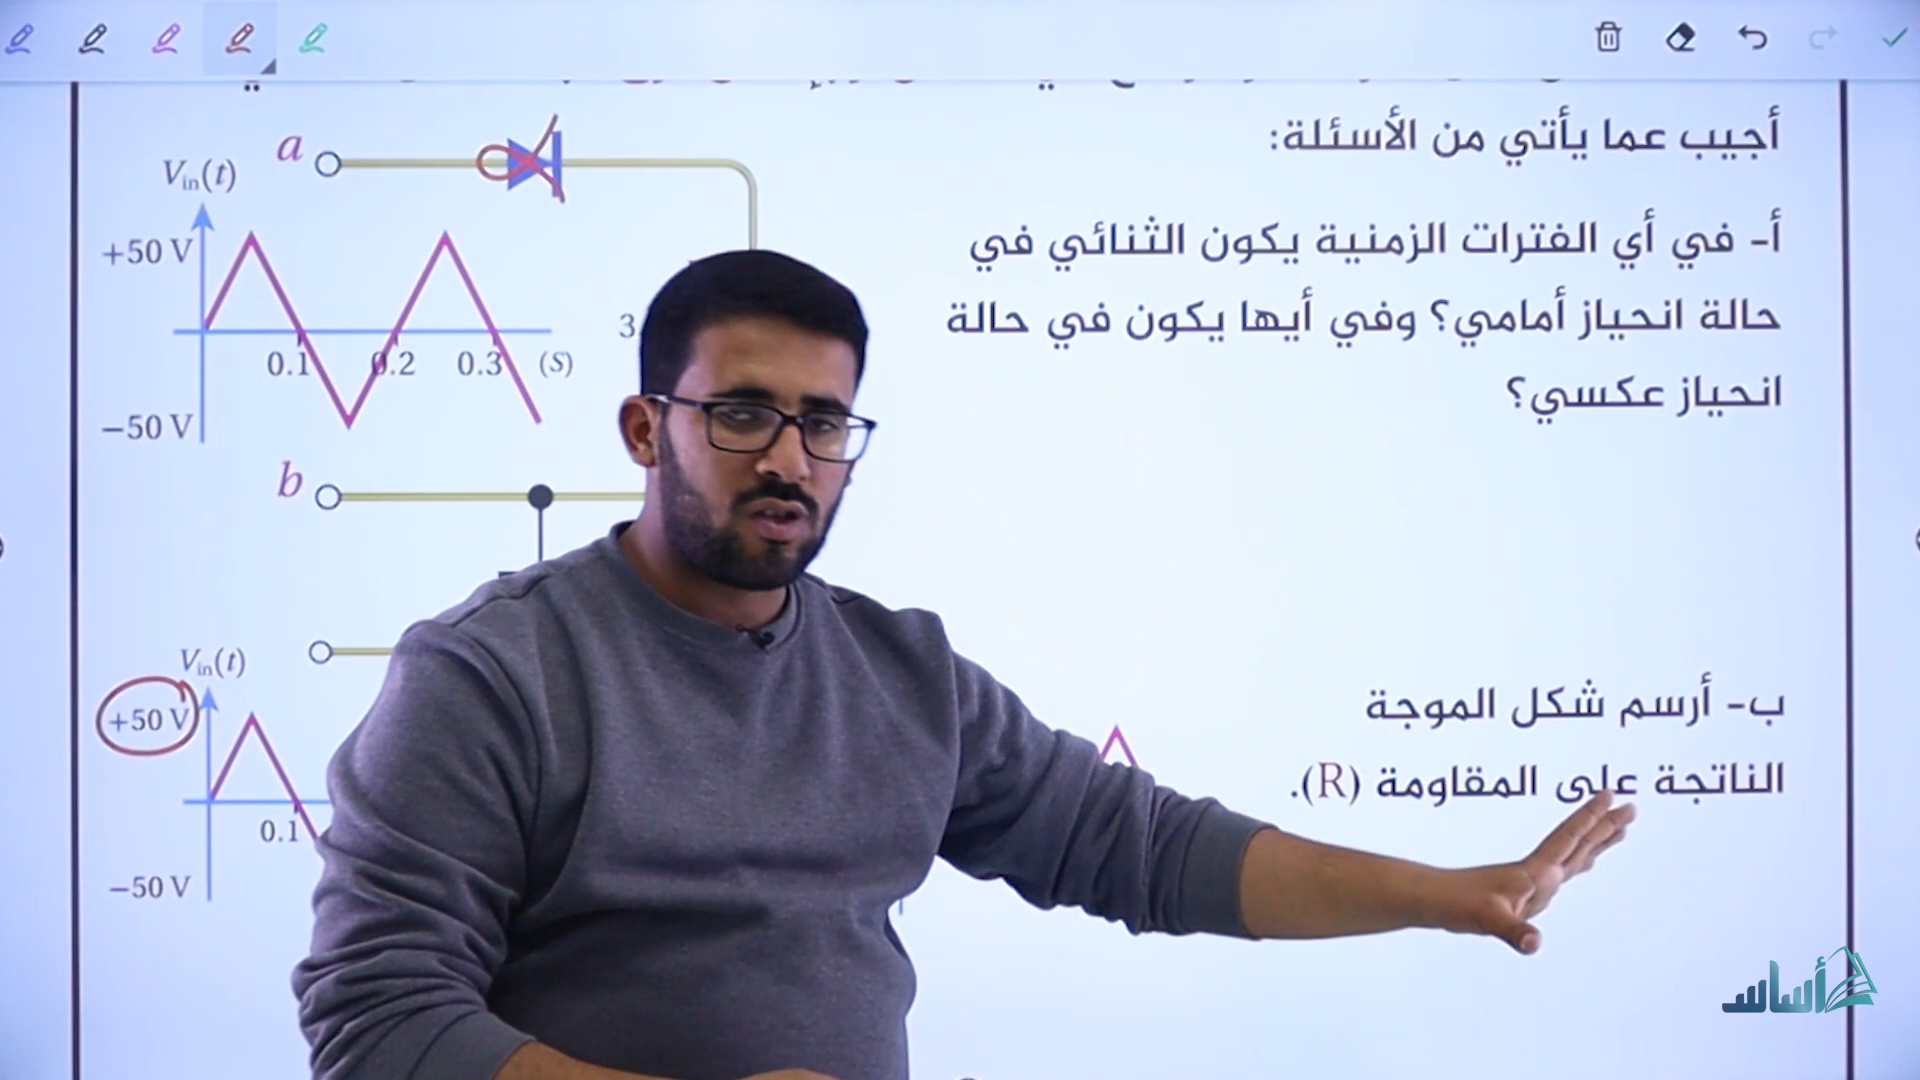 أجيب عما يأتي من الأسئلة:
أ- في أي الفترات الزمنية يكون الثنائي في
حالة انحياز أمامي؟ وفي أيها يكون في حالة
انحياز عكسي؟
a
Vin(t)
+50 V
3
0.1 0.2 0.3 (S)
−50 V
b
ب- أرسم شكل الموجة
الناتجة على المقاومة (R).
Vin(t)
+50 V
0.1
−50 V
أساس